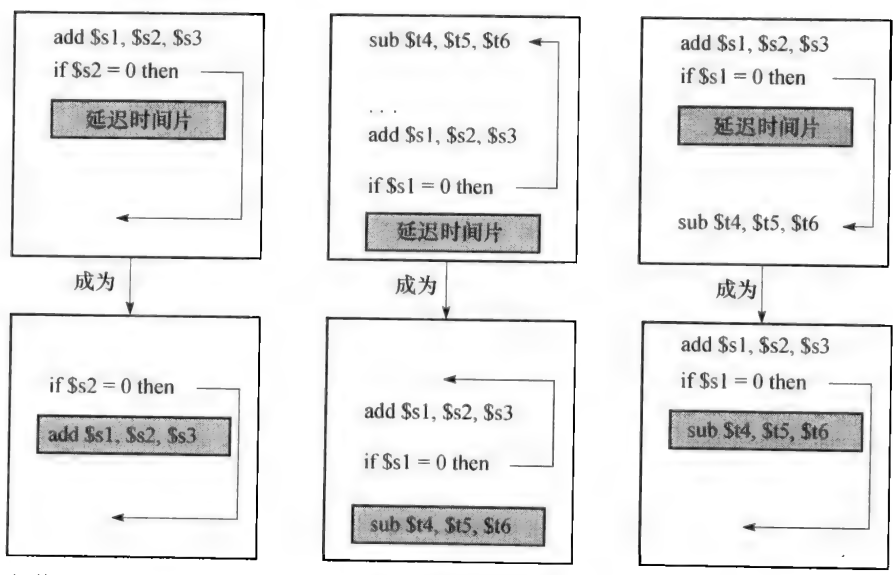 add $s1, $s2, $s3
if $s2 = 0 then
延迟时间片
成为
if $s2 = 0 then
add $s1, $s2, $s3
sub $t4, $t5, $t6
. . .
add $s1, $s2, $s3
if $s1 = 0 then
延迟时间片
成为
add $s1, $s2, $s3
if $s1 = 0 then
sub $t4, $t5, $t6
add $s1, $s2, $s3
if $s1 = 0 then
延迟时间片
sub $t4, $t5, $t6
成为
add $s1, $s2, $s3
if $s1 = 0 then
sub $t4, $t5, $t6